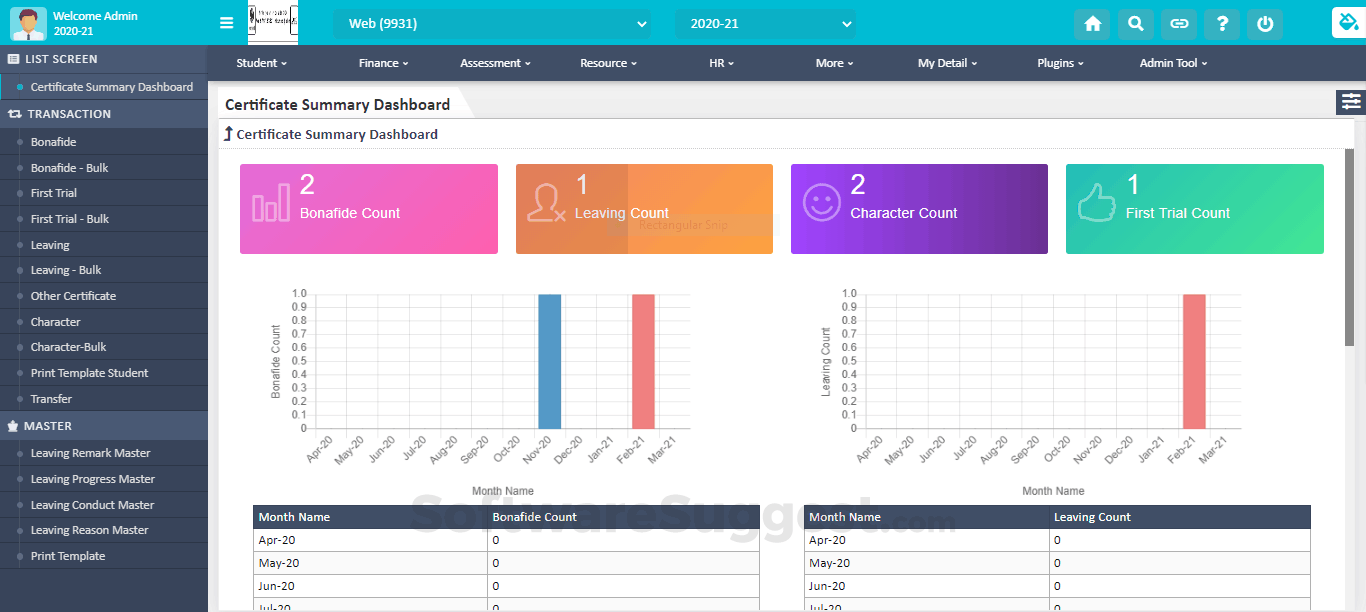 Welcome Admin
2020-21
Web (9931)
2020-21
LIST SCREEN
Certificate Summary Dashboard
TRANSACTION
Bonafide
Bonafide - Bulk
First Trial
First Trial - Bulk
Leaving
Leaving - Bulk
Other Certificate
Character
Character-Bulk
Print Template Student
Transfer
MASTER
Leaving Remark Master
Leaving Progress Master
Leaving Conduct Master
Leaving Reason Master
Print Template
Student Finance Assessment Resource HR More My Detail Plugins Admin Tool
Certificate Summary Dashboard
Certificate Summary Dashboard
2
Bonafide Count
1
Leaving Count
Rectangular Snip
2
Character Count
1
First Trial Count
Bonafide Count
1.0
0.9
0.8
0.7
0.6
0.5
0.4
0.3
0.2
0.1
0
Apr-20 May-20 Jun-20 Jul-20 Aug-20 Sep-20 Oct-20 Nov-20 Dec-20 Jan-21 Feb-21 Mar-21
Month Name
Leaving Count
1.0
0.9
0.8
0.7
0.6
0.5
0.4
0.3
0.2
0.1
0
Apr-20 May-20 Jun-20 Jul-20 Aug-20 Sep-20 Oct-20 Nov-20 Dec-20 Jan-21 Feb-21 Mar-21
Month Name
SoftwareSuggest.com
Month Name Bonafide Count
Apr-20 0
May-20 0
Jun-20 0
Jul-20 0
Month Name Leaving Count
Apr-20 0
May-20 0
Jun-20 0
Jul-20 0